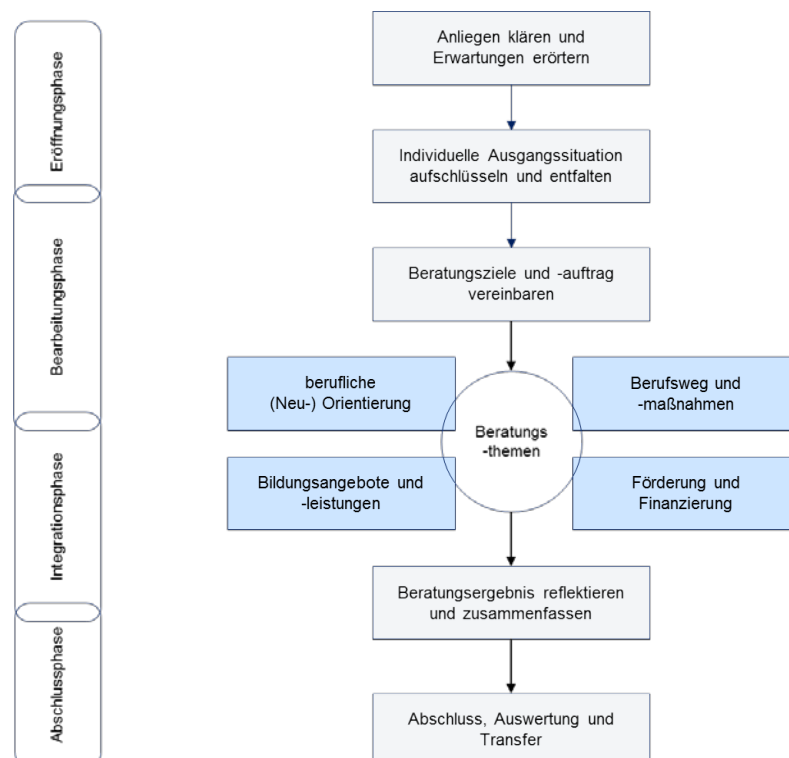 Eröffnungsphase
Bearbeitungsphase
Integrationsphase
Abschlussphase
Anliegen klären und
Erwartungen erörtern
Individuelle Ausgangssituation
aufschlüsseln und entfalten
Beratungsziele und -auftrag
vereinbaren
berufliche
(Neu-) Orientierung
Berufsweg und
-maßnahmen
Beratungs
-themen
Bildungsangebote und
-leistungen
Förderung und
Finanzierung
Beratungsergebnis reflektieren
und zusammenfassen
Abschluss, Auswertung und
Transfer